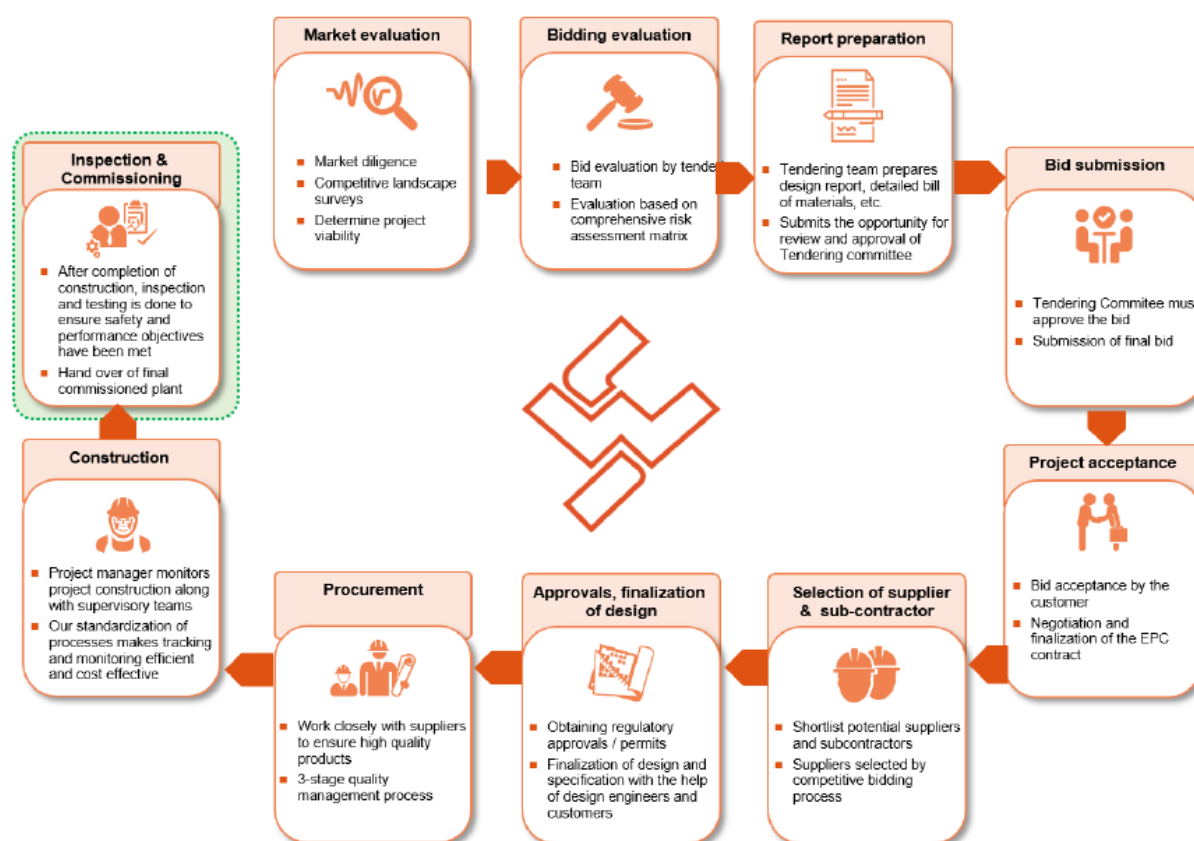 Market evaluation
Market diligence
Competitive landscape
surveys
Determine project
viability
Bidding evaluation
Bid evaluation by tende
team
Evaluation based on
comprehensive risk
assessment matrix
Report preparation
Tendering team prepares
design report, detailed bill
of materials, etc.
Submits the opportunity for
review and approval of
Tendering committee
Bid submission
Tendering Commitee mus
approve the bid
Submission of final bid
Project acceptance
Bid acceptance by the
customer
Negotiation and
finalization of the EPC
contract
Selection of supplier
& sub-contractor
Shortlist potential suppliers
and subcontractors
Suppliers selected by
competitive bidding
process
Approvals, finalization
of design
Obtaining regulatory
approvals / permits
Finalization of design and
specification with the help
of design engineers and
customers
Procurement
Work closely with suppliers
to ensure high quality
products
3-stage quality
management process
Construction
Project manager monitors
project construction along
with supervisory teams
Our standardization of
processes makes tracking
and monitoring efficient
and cost effective
Inspection &
Commissioning
After completion of
construction, inspection
and testing is done to
ensure safety and
performance objectives
have been met
Hand over of final
commissioned plant